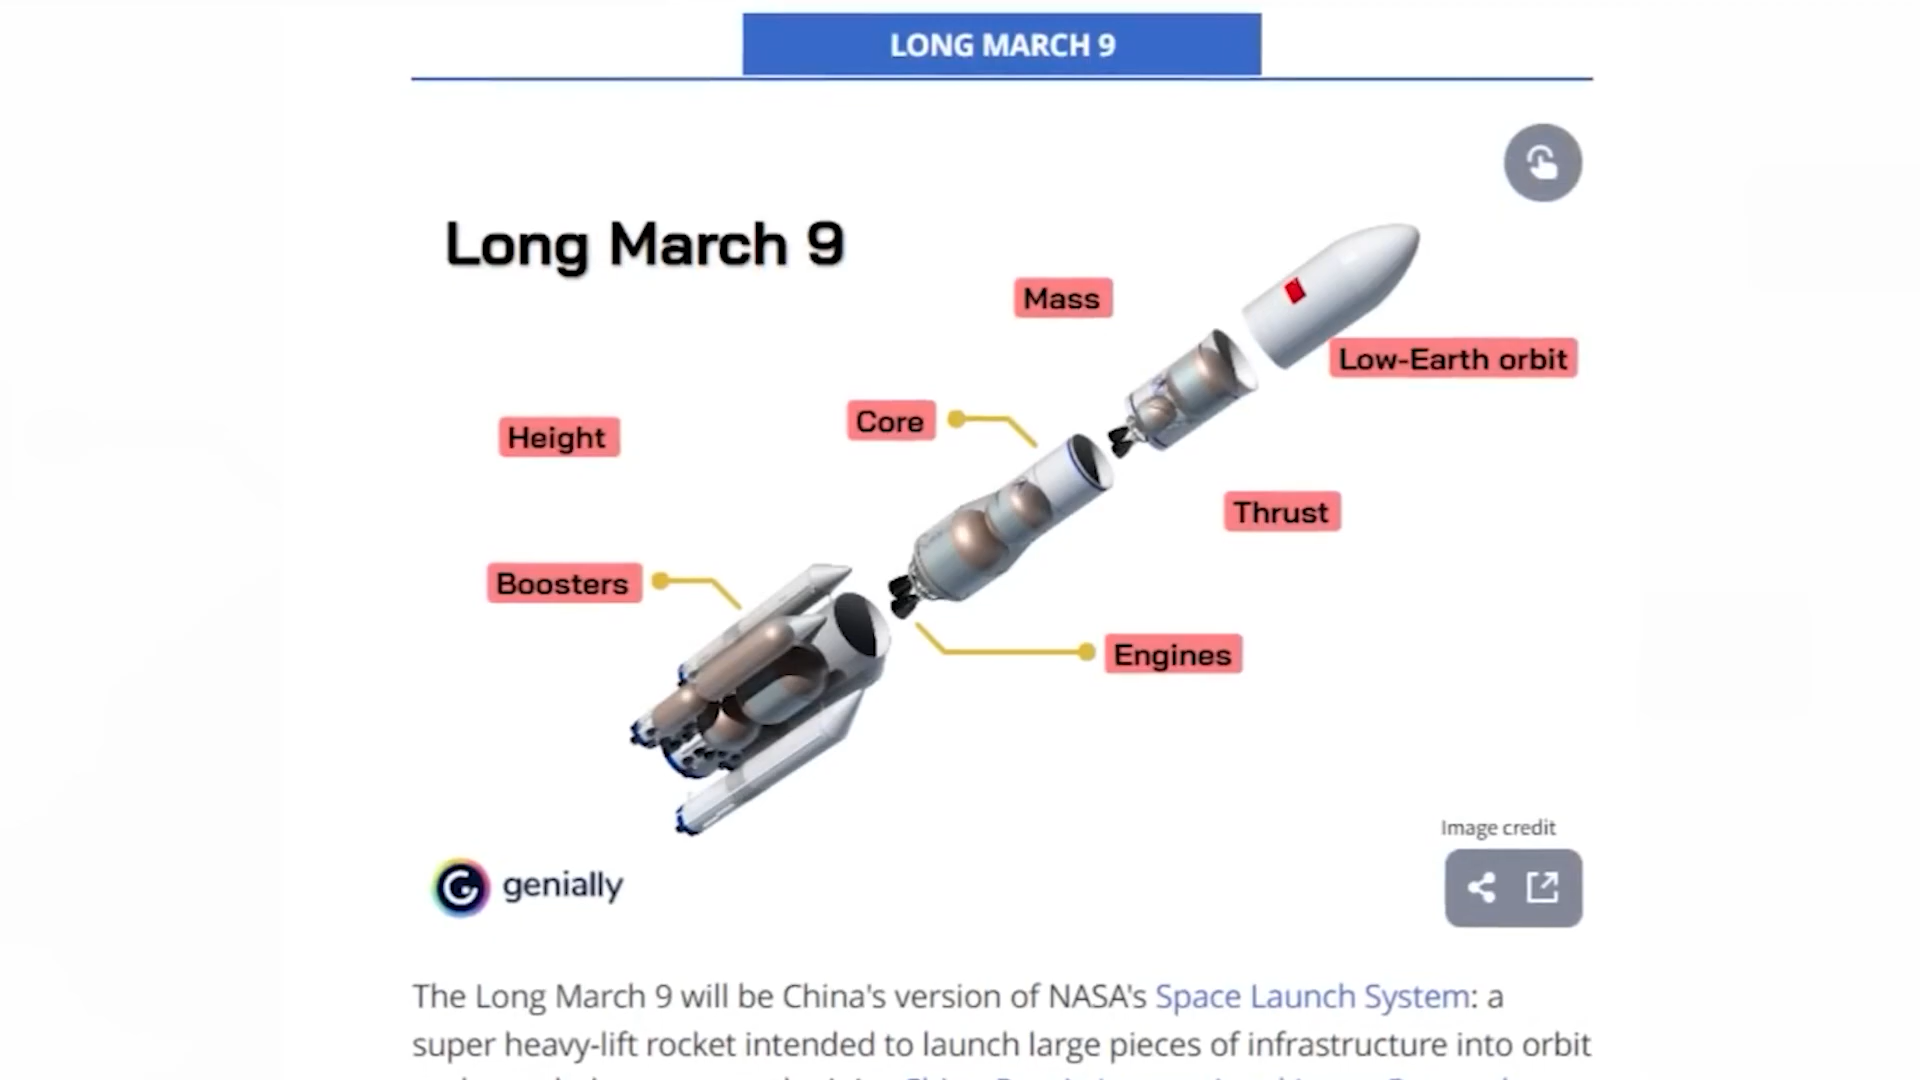 LONG MARCH 9
Long March 9
Mass
Low-Earth orbit
Core
Height
Thrust
Boosters
Engines
Image credit
genially
The Long March 9 will be China's version of NASA's Space Launch System: a
super heavy-lift rocket intended to launch large pieces of infrastructure into orbit